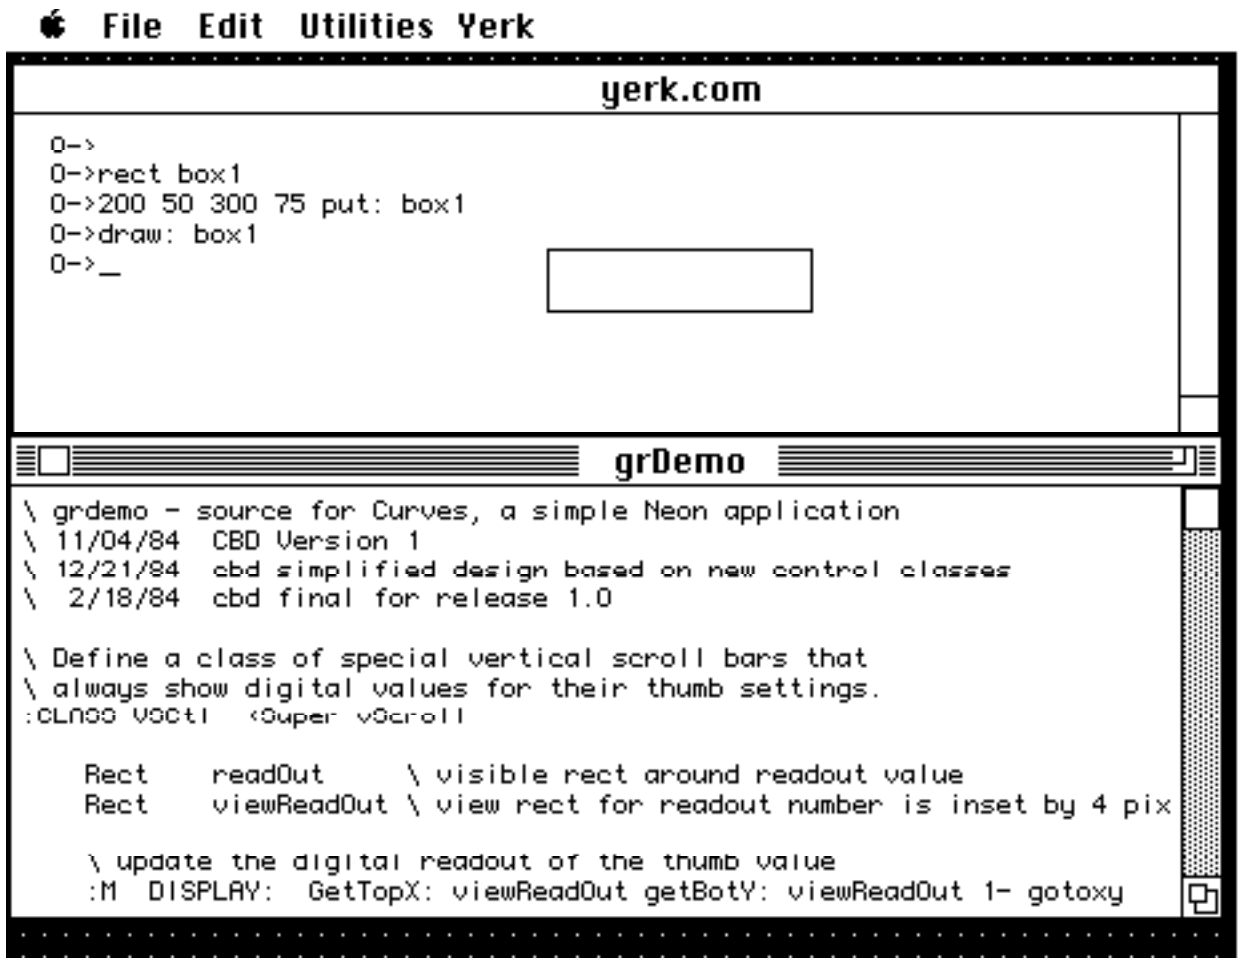 File Edit Utilities Yerk
yerk.com
0->
0->rect box1
0->200 50 300 75 put: box1
0->draw: box1
0->_
grDemo
\ grdemo - source for Curves, a simple Neon application
\ 11/04/84 CBD Version 1
\ 12/21/84 cbd simplified design based on new control classes
\ 2/18/84 cbd final for release 1.0
\ Define a class of special vertical scroll bars that
\ always show digital values for their thumb settings.
:CLASS VSCtl <Super vScroll
Rect readOut \ visible rect around readout value
Rect viewReadOut \ view rect for readout number is inset by 4 pix
\ update the digital readout of the thumb value
:M DISPLAY: GetTopX: viewReadOut getBotY: viewReadOut 1- gotoxy